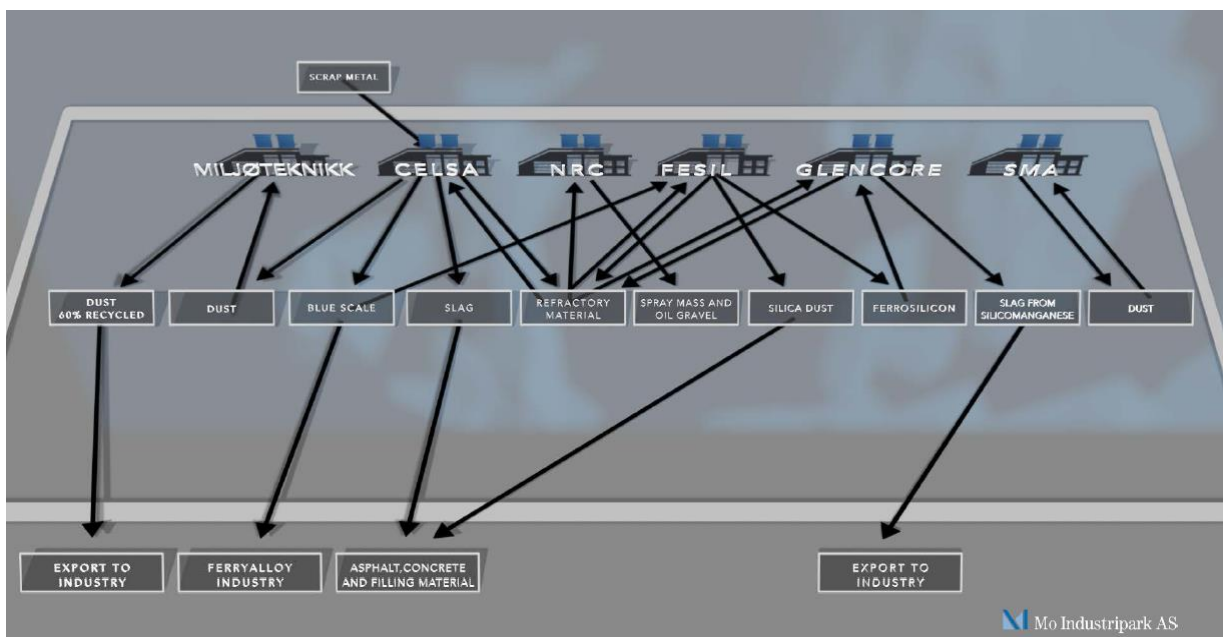 SCRAP METAL
MILJØTEKNIKK
CELSA
NRC
FESIL
GLENCORE
SMA
DUST
60% RECYCLED
DUST
BLUE SCALE
SLAG
REFRACTORY
MATERIAL
SPRAY MASS AND
OIL GRAVEL
SILICA DUST
FERROSILICON
SLAG FROM
SILICOMANGANESE
DUST
EXPORT TO
INDUSTRY
FERRYALLOY
INDUSTRY
ASPHALT,CONCRETE
AND FILLING MATERIAL
EXPORT TO
INDUSTRY
Mo Industripark AS